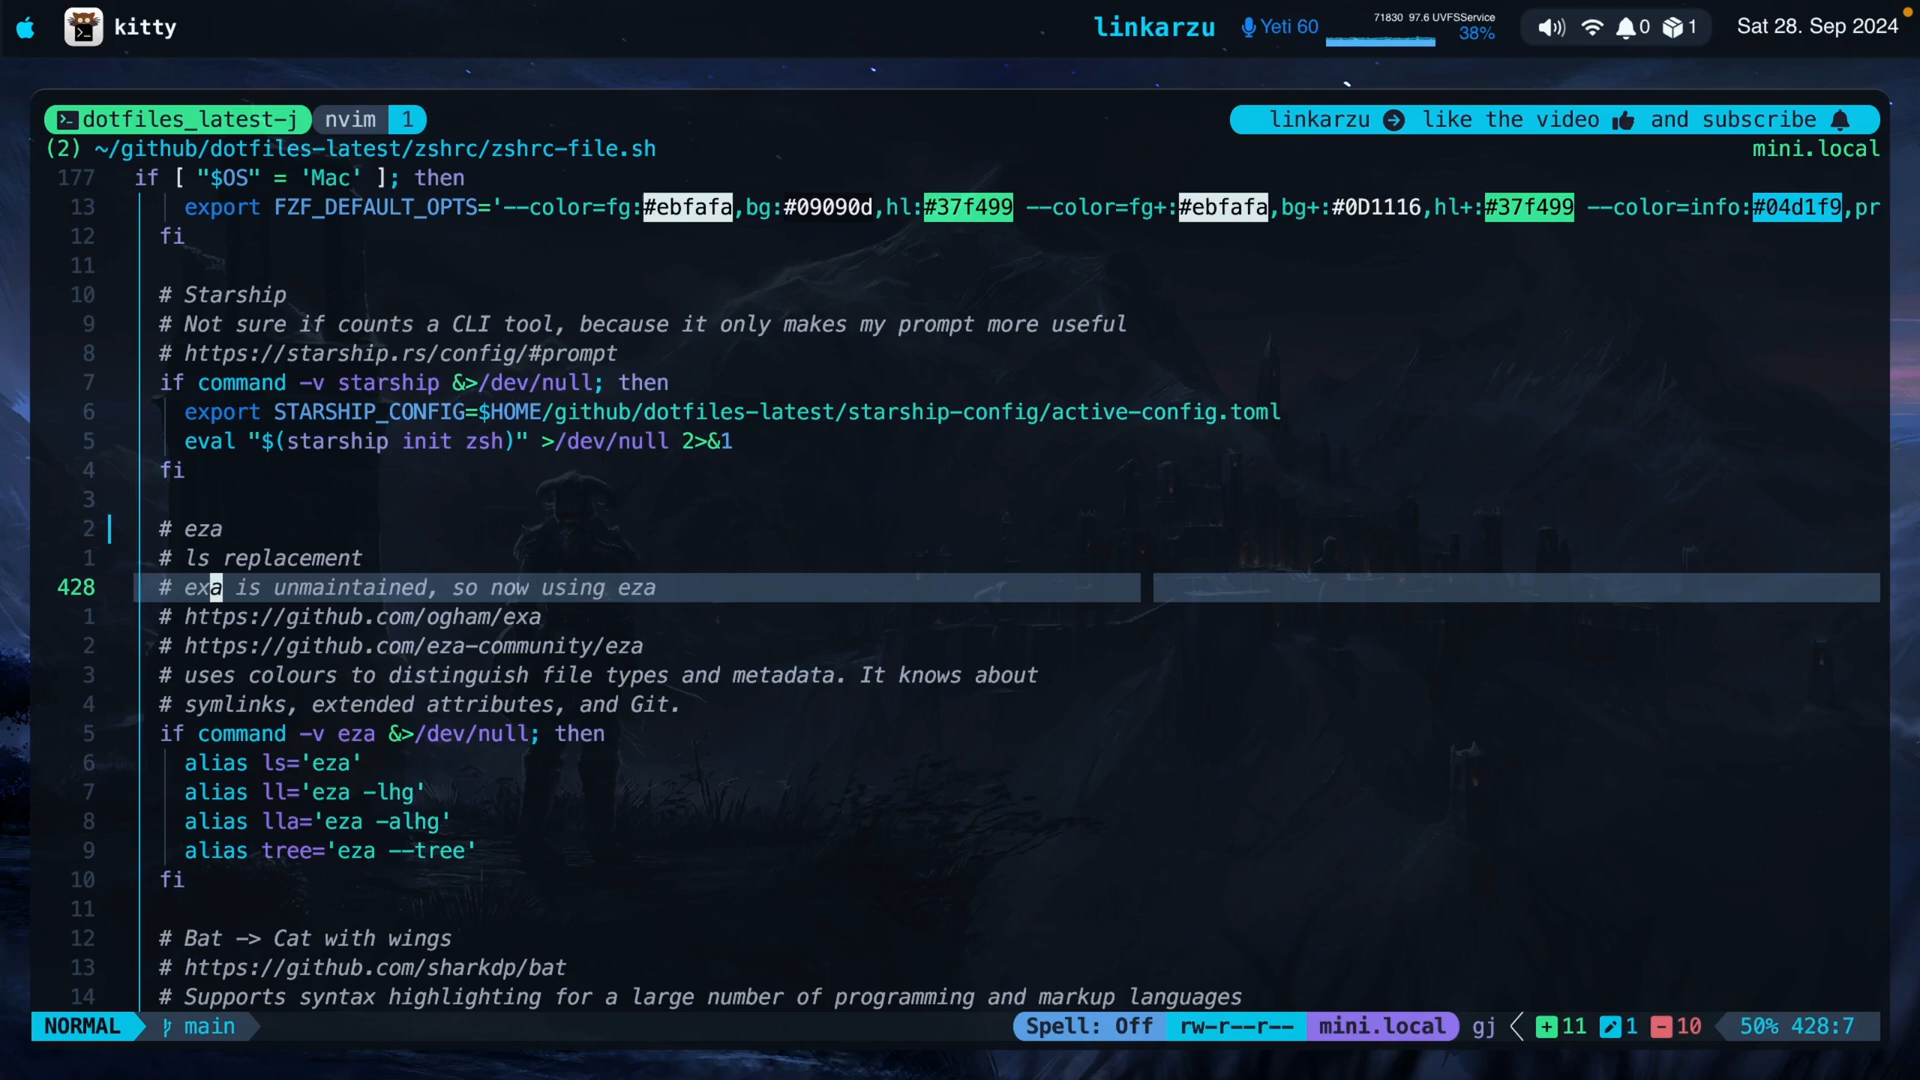 kitty
linkarzu Yeti 60 71830 97.6 UVFSService 38% 0 1 Sat 28. Sep 2024
dotfiles_latest-j nvim 1 linkarzu like the video and subscribe
(2) ~/github/dotfiles-latest/zshrc/zshrc-file.sh mini.local
177 if [ "$OS" = 'Mac' ]; then
13 export FZF_DEFAULT_OPTS='--color=fg:#ebfafa,bg:#09090d,hl:#37f499 --color=fg+:#ebfafa,bg+:#0D1116,hl+:#37f499 --color=info:#04d1f9,pr
12 fi
11
10 # Starship
9 # Not sure if counts a CLI tool, because it only makes my prompt more useful
8 # https://starship.rs/config/#prompt
7 if command -v starship &>/dev/null; then
6 export STARSHIP_CONFIG=$HOME/github/dotfiles-latest/starship-config/active-config.toml
5 eval "$(starship init zsh)" >/dev/null 2>&1
4 fi
3
2 # eza
1 # ls replacement
428 # exa is unmaintained, so now using eza
1 # https://github.com/ogham/exa
2 # https://github.com/eza-community/eza
3 # uses colours to distinguish file types and metadata. It knows about
4 # symlinks, extended attributes, and Git.
5 if command -v eza &>/dev/null; then
6 alias ls='eza'
7 alias ll='eza -lhg'
8 alias lla='eza -alhg'
9 alias tree='eza --tree'
10 fi
11
12 # Bat -> Cat with wings
13 # https://github.com/sharkdp/bat
14 # Supports syntax highlighting for a large number of programming and markup languages
NORMAL main Spell: Off rw-r--r-- mini.local gj 11 1 10 50% 428:7